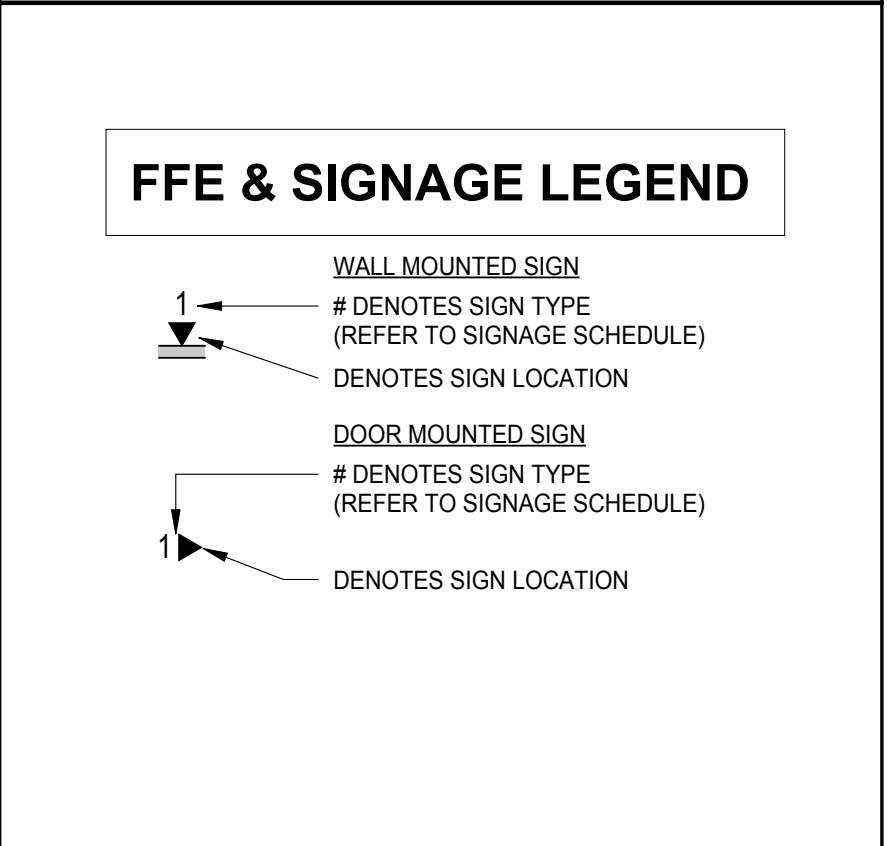 FFE & SIGNAGE LEGEND
WALL MOUNTED SIGN
1
# DENOTES SIGN TYPE
(REFER TO SIGNAGE SCHEDULE)
DENOTES SIGN LOCATION
DOOR MOUNTED SIGN
# DENOTES SIGN TYPE
(REFER TO SIGNAGE SCHEDULE)
1
DENOTES SIGN LOCATION